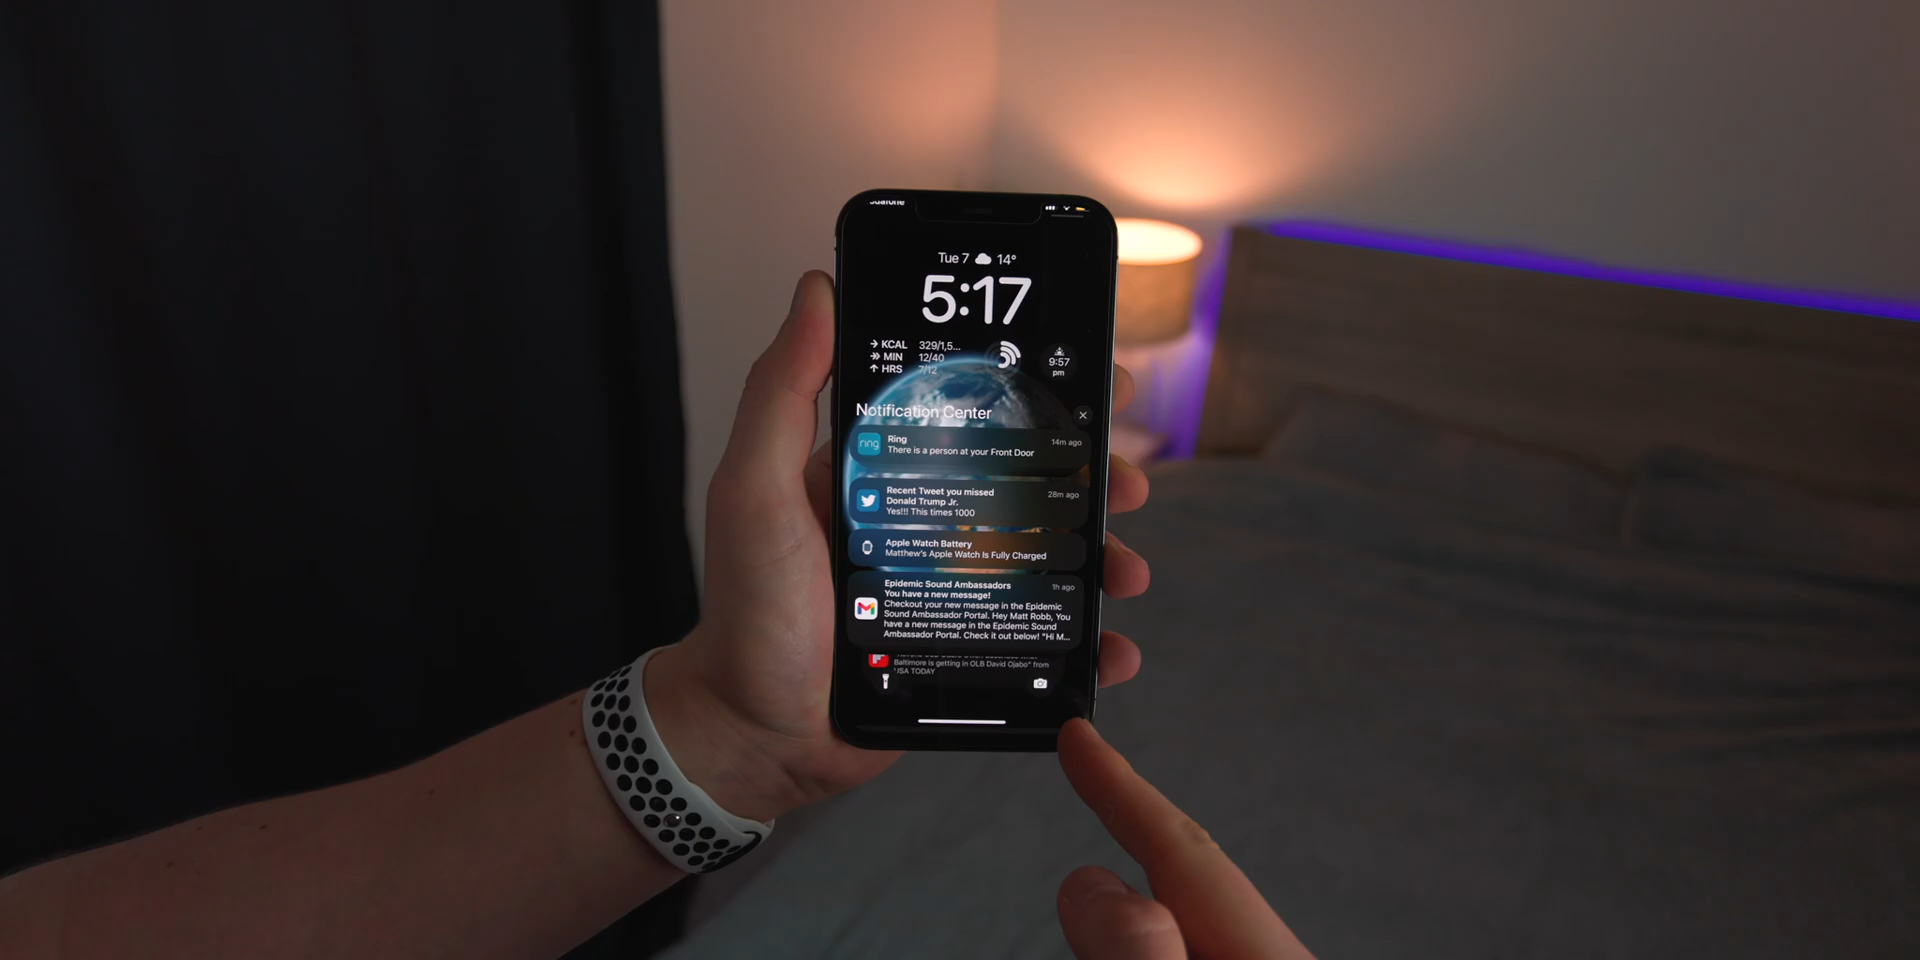 Tue 7 14°
5:17
KCAL 329/1,5...
MIN 12/40
HRS 7/12
9:57
pm
Notification Center
ring
Ring
14m ago
There is a person at your Front Door
Recent Tweet you missed
28m ago
Donald Trump Jr.
Yes!!! This times 1000
Apple Watch Battery
Matthew's Apple Watch Is Fully Charged
Epidemic Sound Ambassadors
1h ago
You have a new message!
Checkout your new message in the Epidemic
Sound Ambassador Portal. Hey Matt Robb, You
have a new message in the Epidemic Sound
Ambassador Portal. Check it out below! "Hi M...
Baltimore is getting in OLB David Ojabo" from
USA TODAY